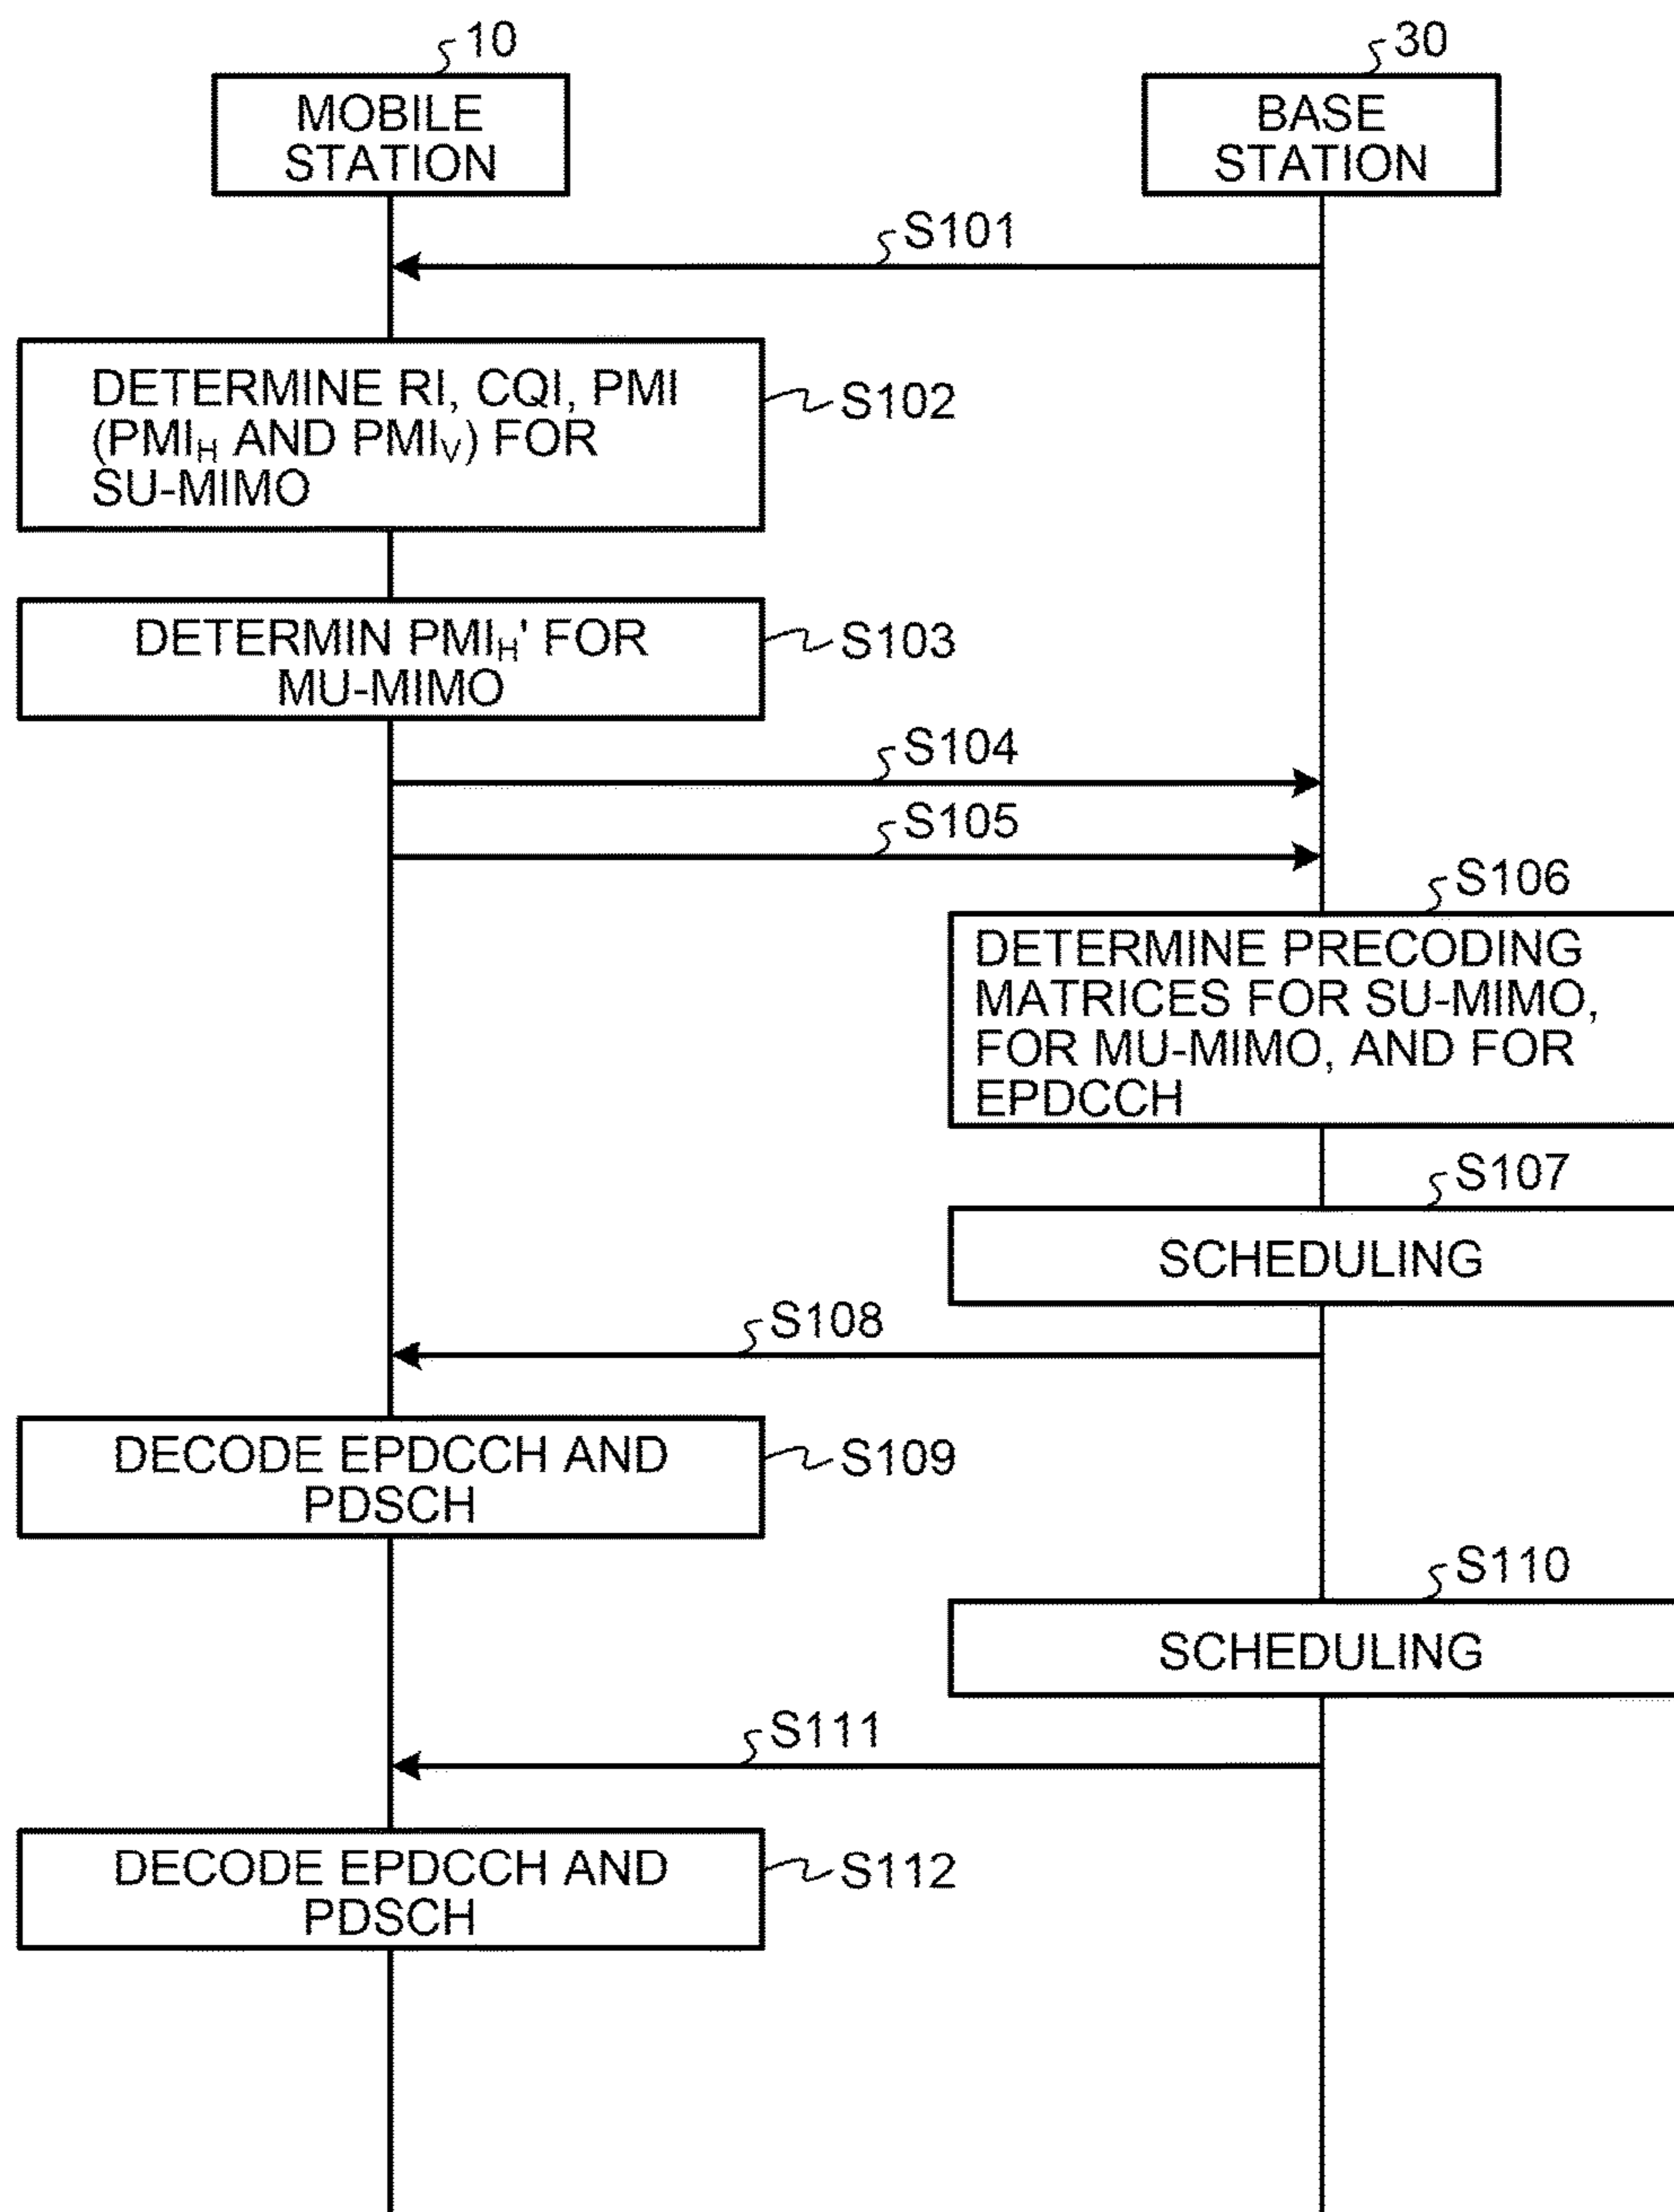 10
30
MOBILE
STATION
BASE
STATION
S101
DETERMINE RI, CQI, PMI
(PMIH AND PMIV) FOR
SU-MIMO
S102
DETERMIN PMIH' FOR
MU-MIMO
S103
S104
S105
S106
DETERMINE PRECODING
MATRICES FOR SU-MIMO,
FOR MU-MIMO, AND FOR
EPDCCH
S107
SCHEDULING
S108
DECODE EPDCCH AND
PDSCH
S109
S110
SCHEDULING
S111
DECODE EPDCCH AND
PDSCH
S112